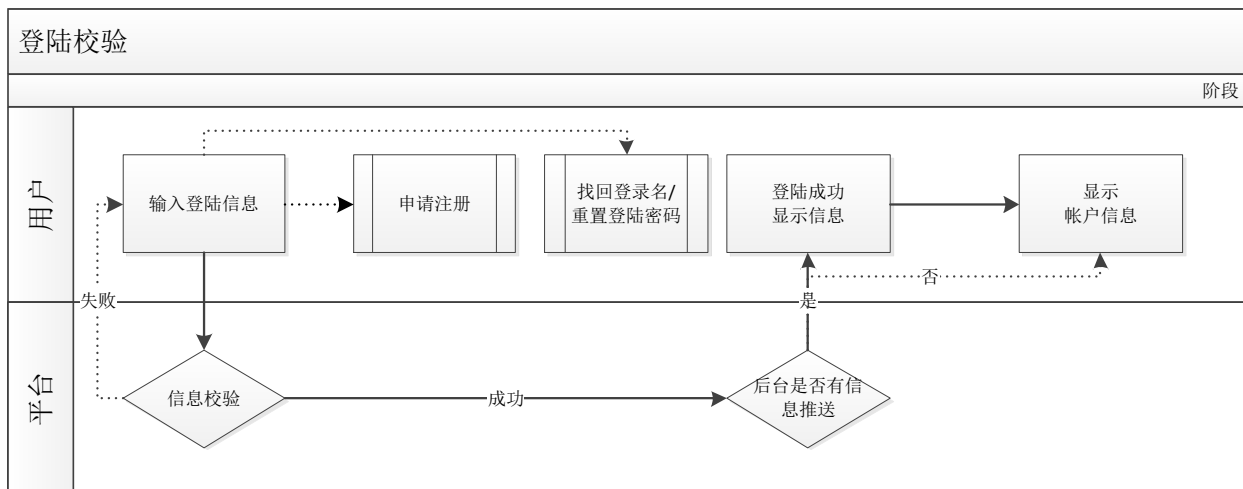 登陆校验
阶段
用户
输入登陆信息
申请注册
找回登录名/
重置登陆密码
登陆成功
显示信息
显示
帐户信息
否
失败
是
平台
信息校验
成功
后台是否有信
息推送